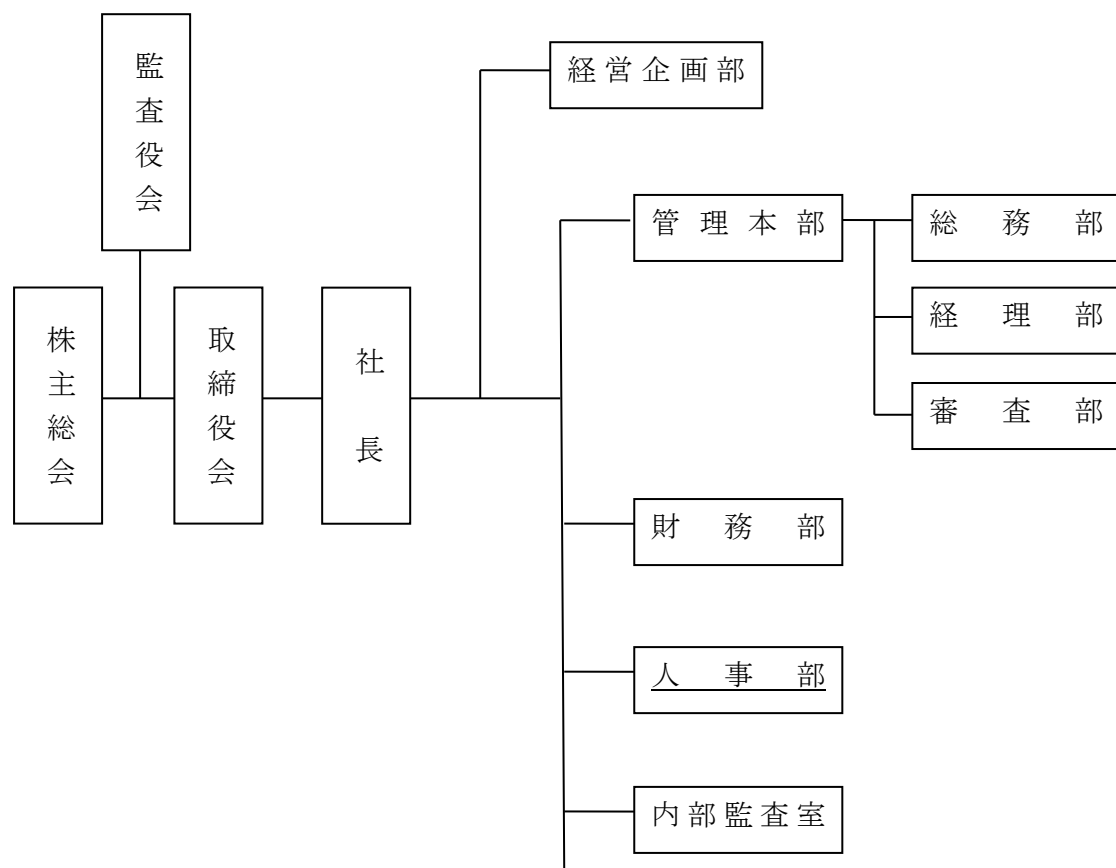 監査役会
経営企画部
管理本部
総務部
経理部
審査部
株主総会
取締役会
社長
財務部
人事部
内部監査室